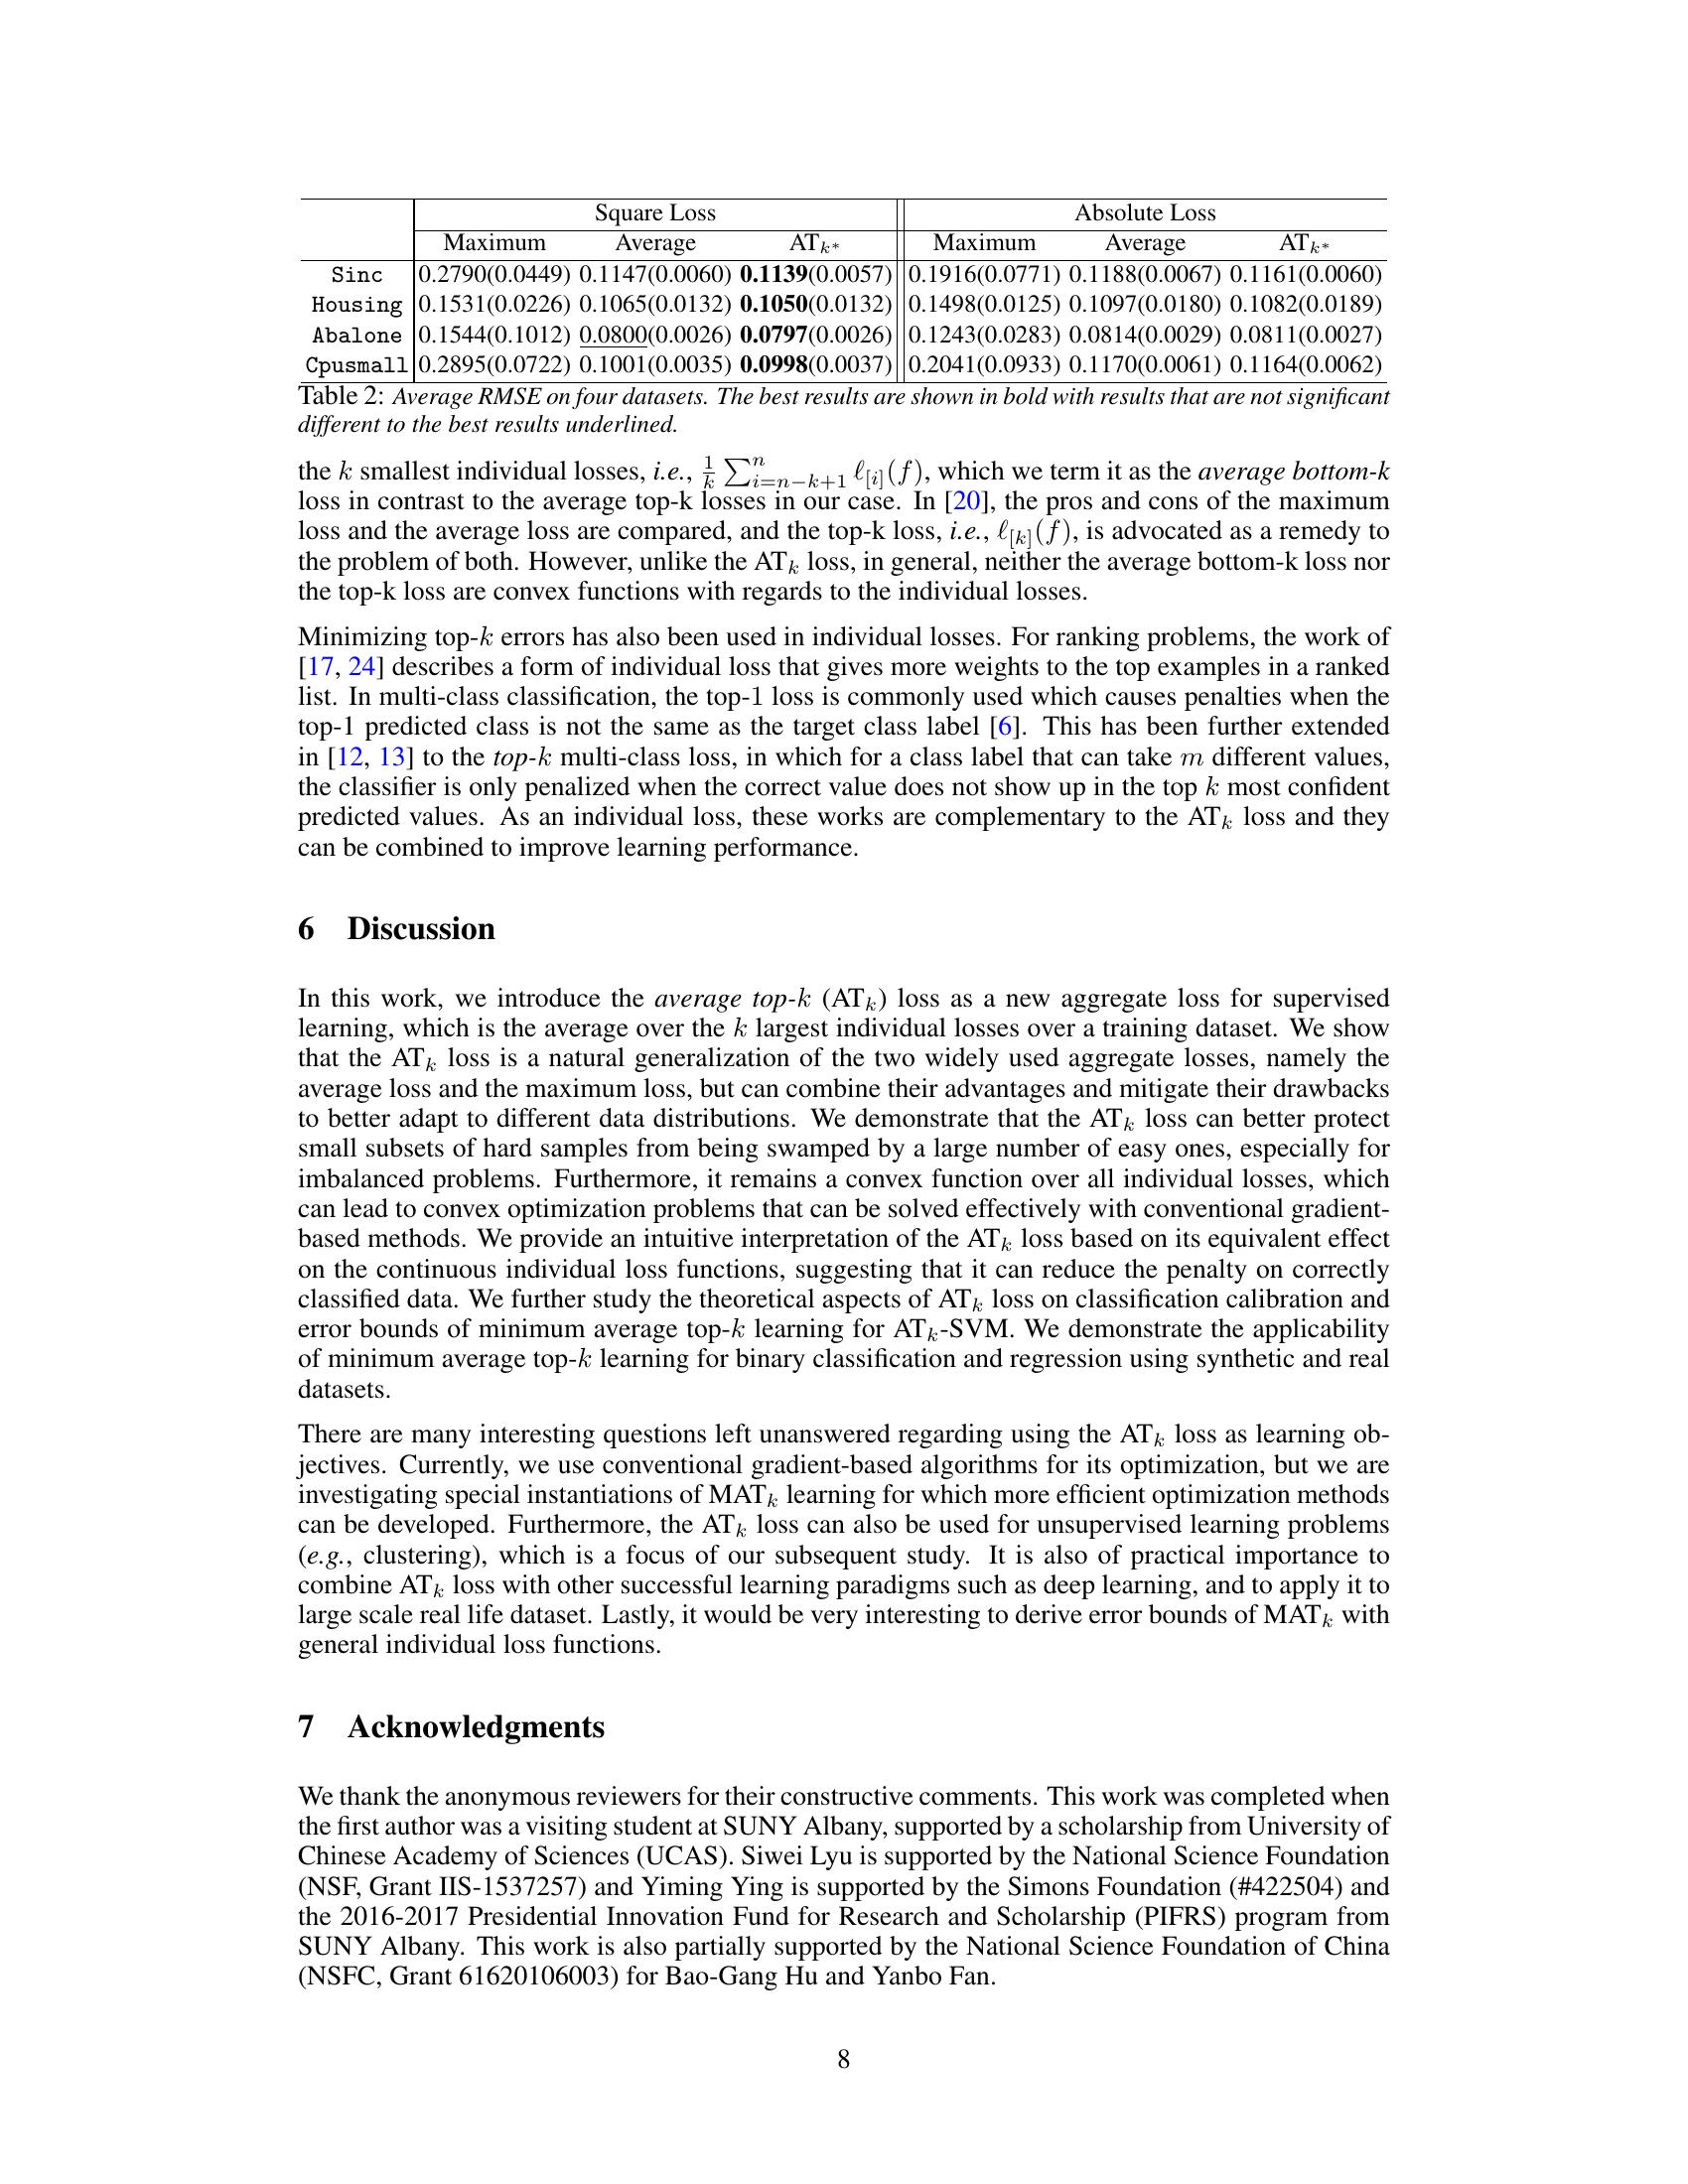 Square Loss Absolute Loss
Maximum Average ATk* Maximum Average ATk*
Sinc 0.2790(0.0449) 0.1147(0.0060) 0.1139(0.0057) 0.1916(0.0771) 0.1188(0.0067) 0.1161(0.0060)
Housing 0.1531(0.0226) 0.1065(0.0132) 0.1050(0.0132) 0.1498(0.0125) 0.1097(0.0180) 0.1082(0.0189)
Abalone 0.1544(0.1012) 0.0800(0.0026) 0.0797(0.0026) 0.1243(0.0283) 0.0814(0.0029) 0.0811(0.0027)
Cpusmall 0.2895(0.0722) 0.1001(0.0035) 0.0998(0.0037) 0.2041(0.0933) 0.1170(0.0061) 0.1164(0.0062)
Table 2: Average RMSE on four datasets. The best results are shown in bold with results that are not significant
different to the best results underlined.
the k smallest individual losses, i.e., 1/k ∑_{i=n−k+1}^{n} ℓ[i](f), which we term it as the average bottom-k
loss in contrast to the average top-k losses in our case. In [20], the pros and cons of the maximum
loss and the average loss are compared, and the top-k loss, i.e., ℓ[k](f), is advocated as a remedy to
the problem of both. However, unlike the ATk loss, in general, neither the average bottom-k loss nor
the top-k loss are convex functions with regards to the individual losses.
Minimizing top-k errors has also been used in individual losses. For ranking problems, the work of
[17, 24] describes a form of individual loss that gives more weights to the top examples in a ranked
list. In multi-class classification, the top-1 loss is commonly used which causes penalties when the
top-1 predicted class is not the same as the target class label [6]. This has been further extended
in [12, 13] to the top-k multi-class loss, in which for a class label that can take m different values,
the classifier is only penalized when the correct value does not show up in the top k most confident
predicted values. As an individual loss, these works are complementary to the ATk loss and they
can be combined to improve learning performance.
6 Discussion
In this work, we introduce the average top-k (ATk) loss as a new aggregate loss for supervised
learning, which is the average over the k largest individual losses over a training dataset. We show
that the ATk loss is a natural generalization of the two widely used aggregate losses, namely the
average loss and the maximum loss, but can combine their advantages and mitigate their drawbacks
to better adapt to different data distributions. We demonstrate that the ATk loss can better protect
small subsets of hard samples from being swamped by a large number of easy ones, especially for
imbalanced problems. Furthermore, it remains a convex function over all individual losses, which
can lead to convex optimization problems that can be solved effectively with conventional gradient-
based methods. We provide an intuitive interpretation of the ATk loss based on its equivalent effect
on the continuous individual loss functions, suggesting that it can reduce the penalty on correctly
classified data. We further study the theoretical aspects of ATk loss on classification calibration and
error bounds of minimum average top-k learning for ATk-SVM. We demonstrate the applicability
of minimum average top-k learning for binary classification and regression using synthetic and real
datasets.
There are many interesting questions left unanswered regarding using the ATk loss as learning ob-
jectives. Currently, we use conventional gradient-based algorithms for its optimization, but we are
investigating special instantiations of MATk learning for which more efficient optimization methods
can be developed. Furthermore, the ATk loss can also be used for unsupervised learning problems
(e.g., clustering), which is a focus of our subsequent study. It is also of practical importance to
combine ATk loss with other successful learning paradigms such as deep learning, and to apply it to
large scale real life dataset. Lastly, it would be very interesting to derive error bounds of MATk with
general individual loss functions.
7 Acknowledgments
We thank the anonymous reviewers for their constructive comments. This work was completed when
the first author was a visiting student at SUNY Albany, supported by a scholarship from University of
Chinese Academy of Sciences (UCAS). Siwei Lyu is supported by the National Science Foundation
(NSF, Grant IIS-1537257) and Yiming Ying is supported by the Simons Foundation (#422504) and
the 2016-2017 Presidential Innovation Fund for Research and Scholarship (PIFRS) program from
SUNY Albany. This work is also partially supported by the National Science Foundation of China
(NSFC, Grant 61620106003) for Bao-Gang Hu and Yanbo Fan.
8